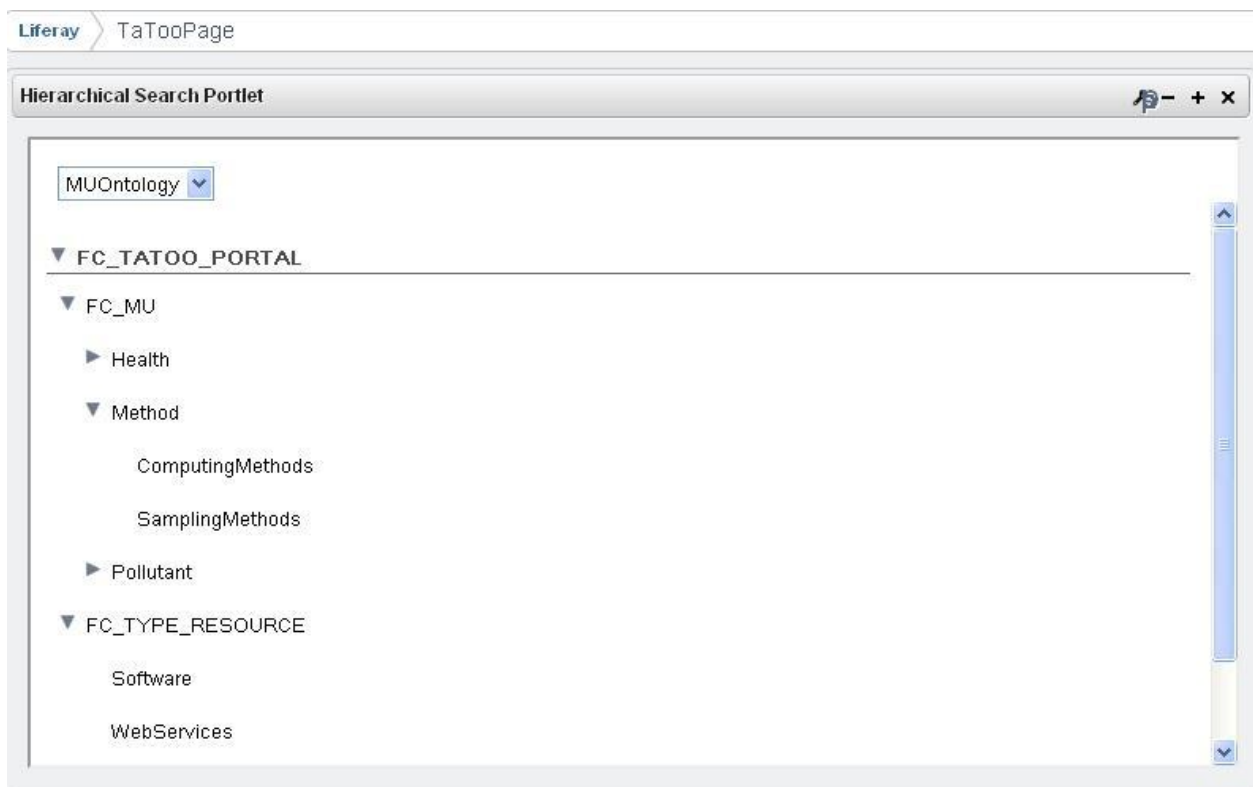 Liferay TaTooPage
Hierarchical Search Portlet
MUOntology
FC_TATOO_PORTAL
FC_MU
Health
Method
ComputingMethods
SamplingMethods
Pollutant
FC_TYPE_RESOURCE
Software
WebServices